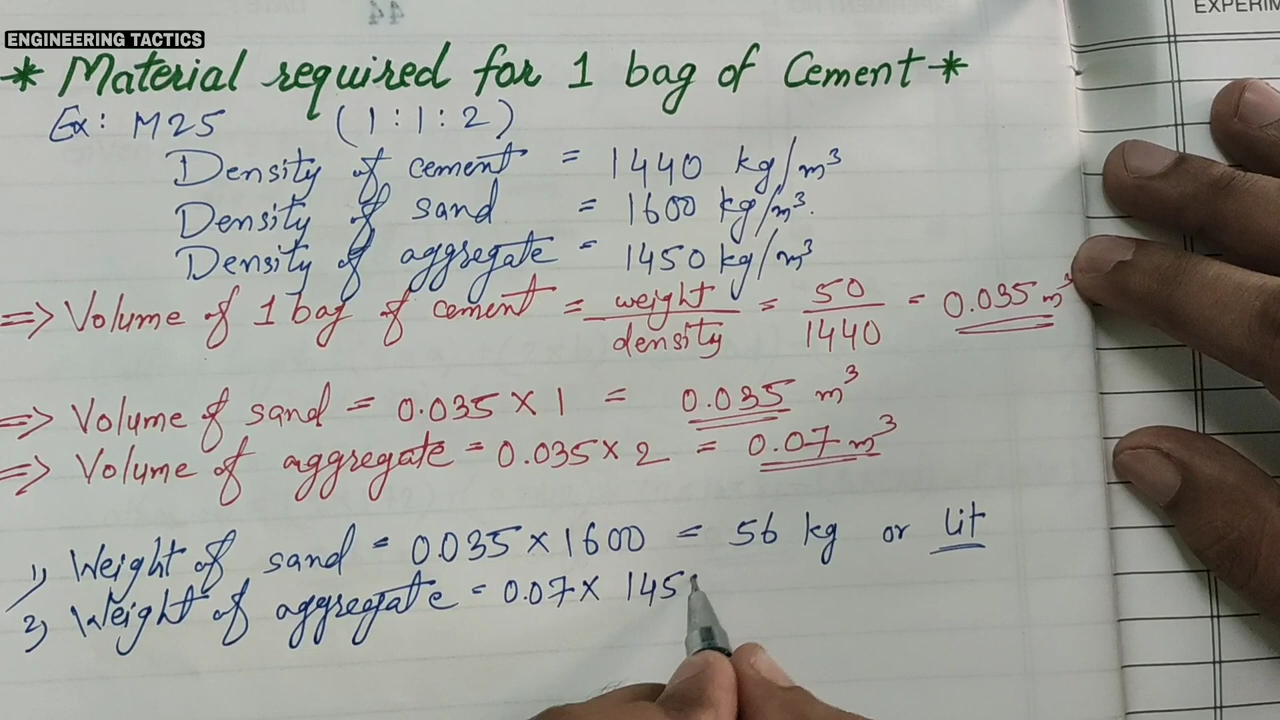 EXPERIM
ENGINEERING TACTICS
* Material required for 1 bag of Cement *
Ex: M25 (1:1:2)
Density of cement = 1440 kg/m³
Density of sand = 1600 kg/m³.
Density of aggregate = 1450 kg/m³
=> Volume of 1 bag of cement = weight/density = 50/1440 = 0.035 m³
=> Volume of sand = 0.035 × 1 = 0.035 m³
=> Volume of aggregate = 0.035 × 2 = 0.07 m³
1) Weight of sand = 0.035 × 1600 = 56 kg or lit
2) Weight of aggregate = 0.07 × 145